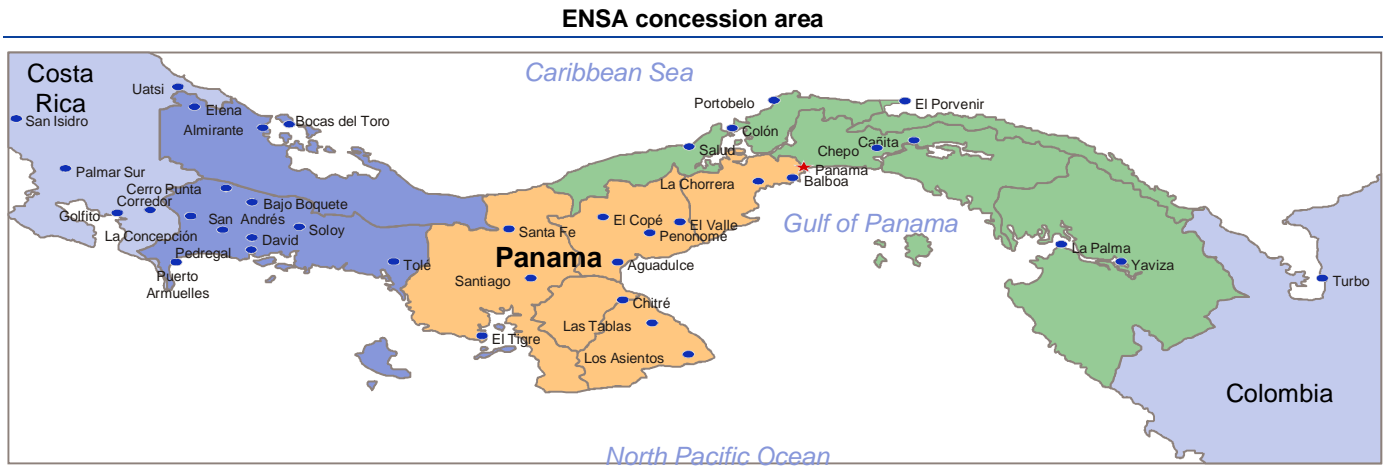 ENSA concession area
Costa
Rica
Caribbean Sea
Uatsi
Elena
San Isidro
Almirante
Bocas del Toro
Portobelo
El Porvenir
Colón
Salud
Cañita
Chepo
Palmar Sur
Panama
Balboa
La Chorrera
Cerro Punta
Corredor
Bajo Boquete
Golfito
San Andrés
El Copé
El Valle
Gulf of Panama
Soloy
Santa Fe
Penonomé
La Concepción
David
La Palma
Pedregal
Panama
Tolé
Aguadulce
Yaviza
Puerto
Armuelles
Santiago
Turbo
Chitré
Las Tablas
El Tigre
Los Asientos
Colombia
North Pacific Ocean